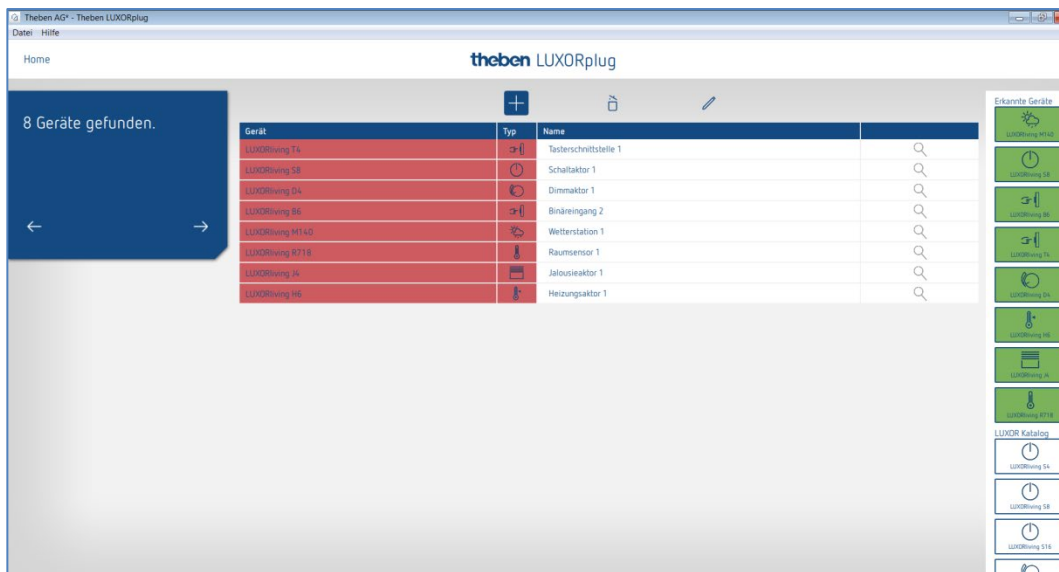 Theben AG® - Theben LUXORplug
Datei Hilfe
Home
theben LUXORplug
8 Geräte gefunden.
Gerät Typ Name
LUXORliving T4 Tasterschnittstelle 1
LUXORliving S8 Schaltaktor 1
LUXORliving D4 Dimmaktor 1
LUXORliving B6 Binäreingang 2
LUXORliving M140 Wetterstation 1
LUXORliving R718 Raumsensor 1
LUXORliving J4 Jalousieaktor 1
LUXORliving H6 Heizungsaktor 1
Erkannte Geräte
LUXORliving M140
LUXORliving S8
LUXORliving B6
LUXORliving T4
LUXORliving D4
LUXORliving H6
LUXORliving J4
LUXORliving R718
LUXOR Katalog
LUXORliving S4
LUXORliving S8
LUXORliving S16